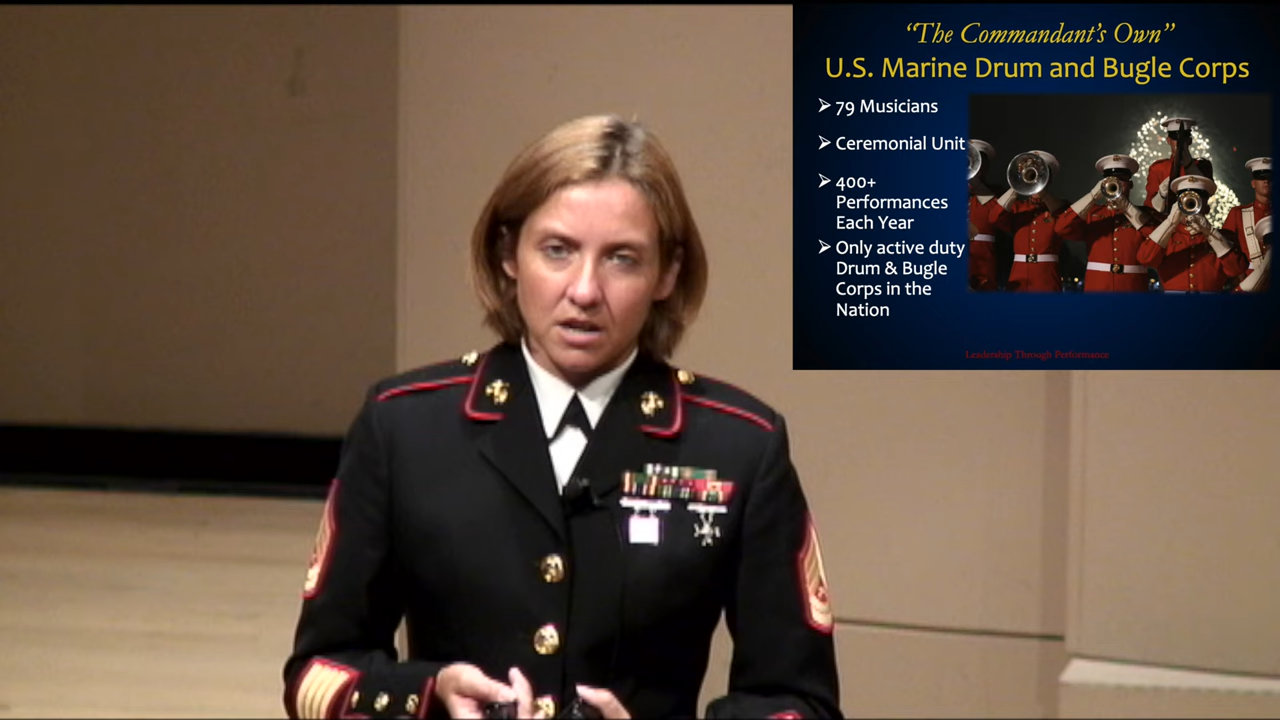 “The Commandant’s Own”
U.S. Marine Drum and Bugle Corps
➢ 79 Musicians
➢ Ceremonial Unit
➢ 400+
Performances
Each Year
➢ Only active duty
Drum & Bugle
Corps in the
Nation
Leadership Through Performance